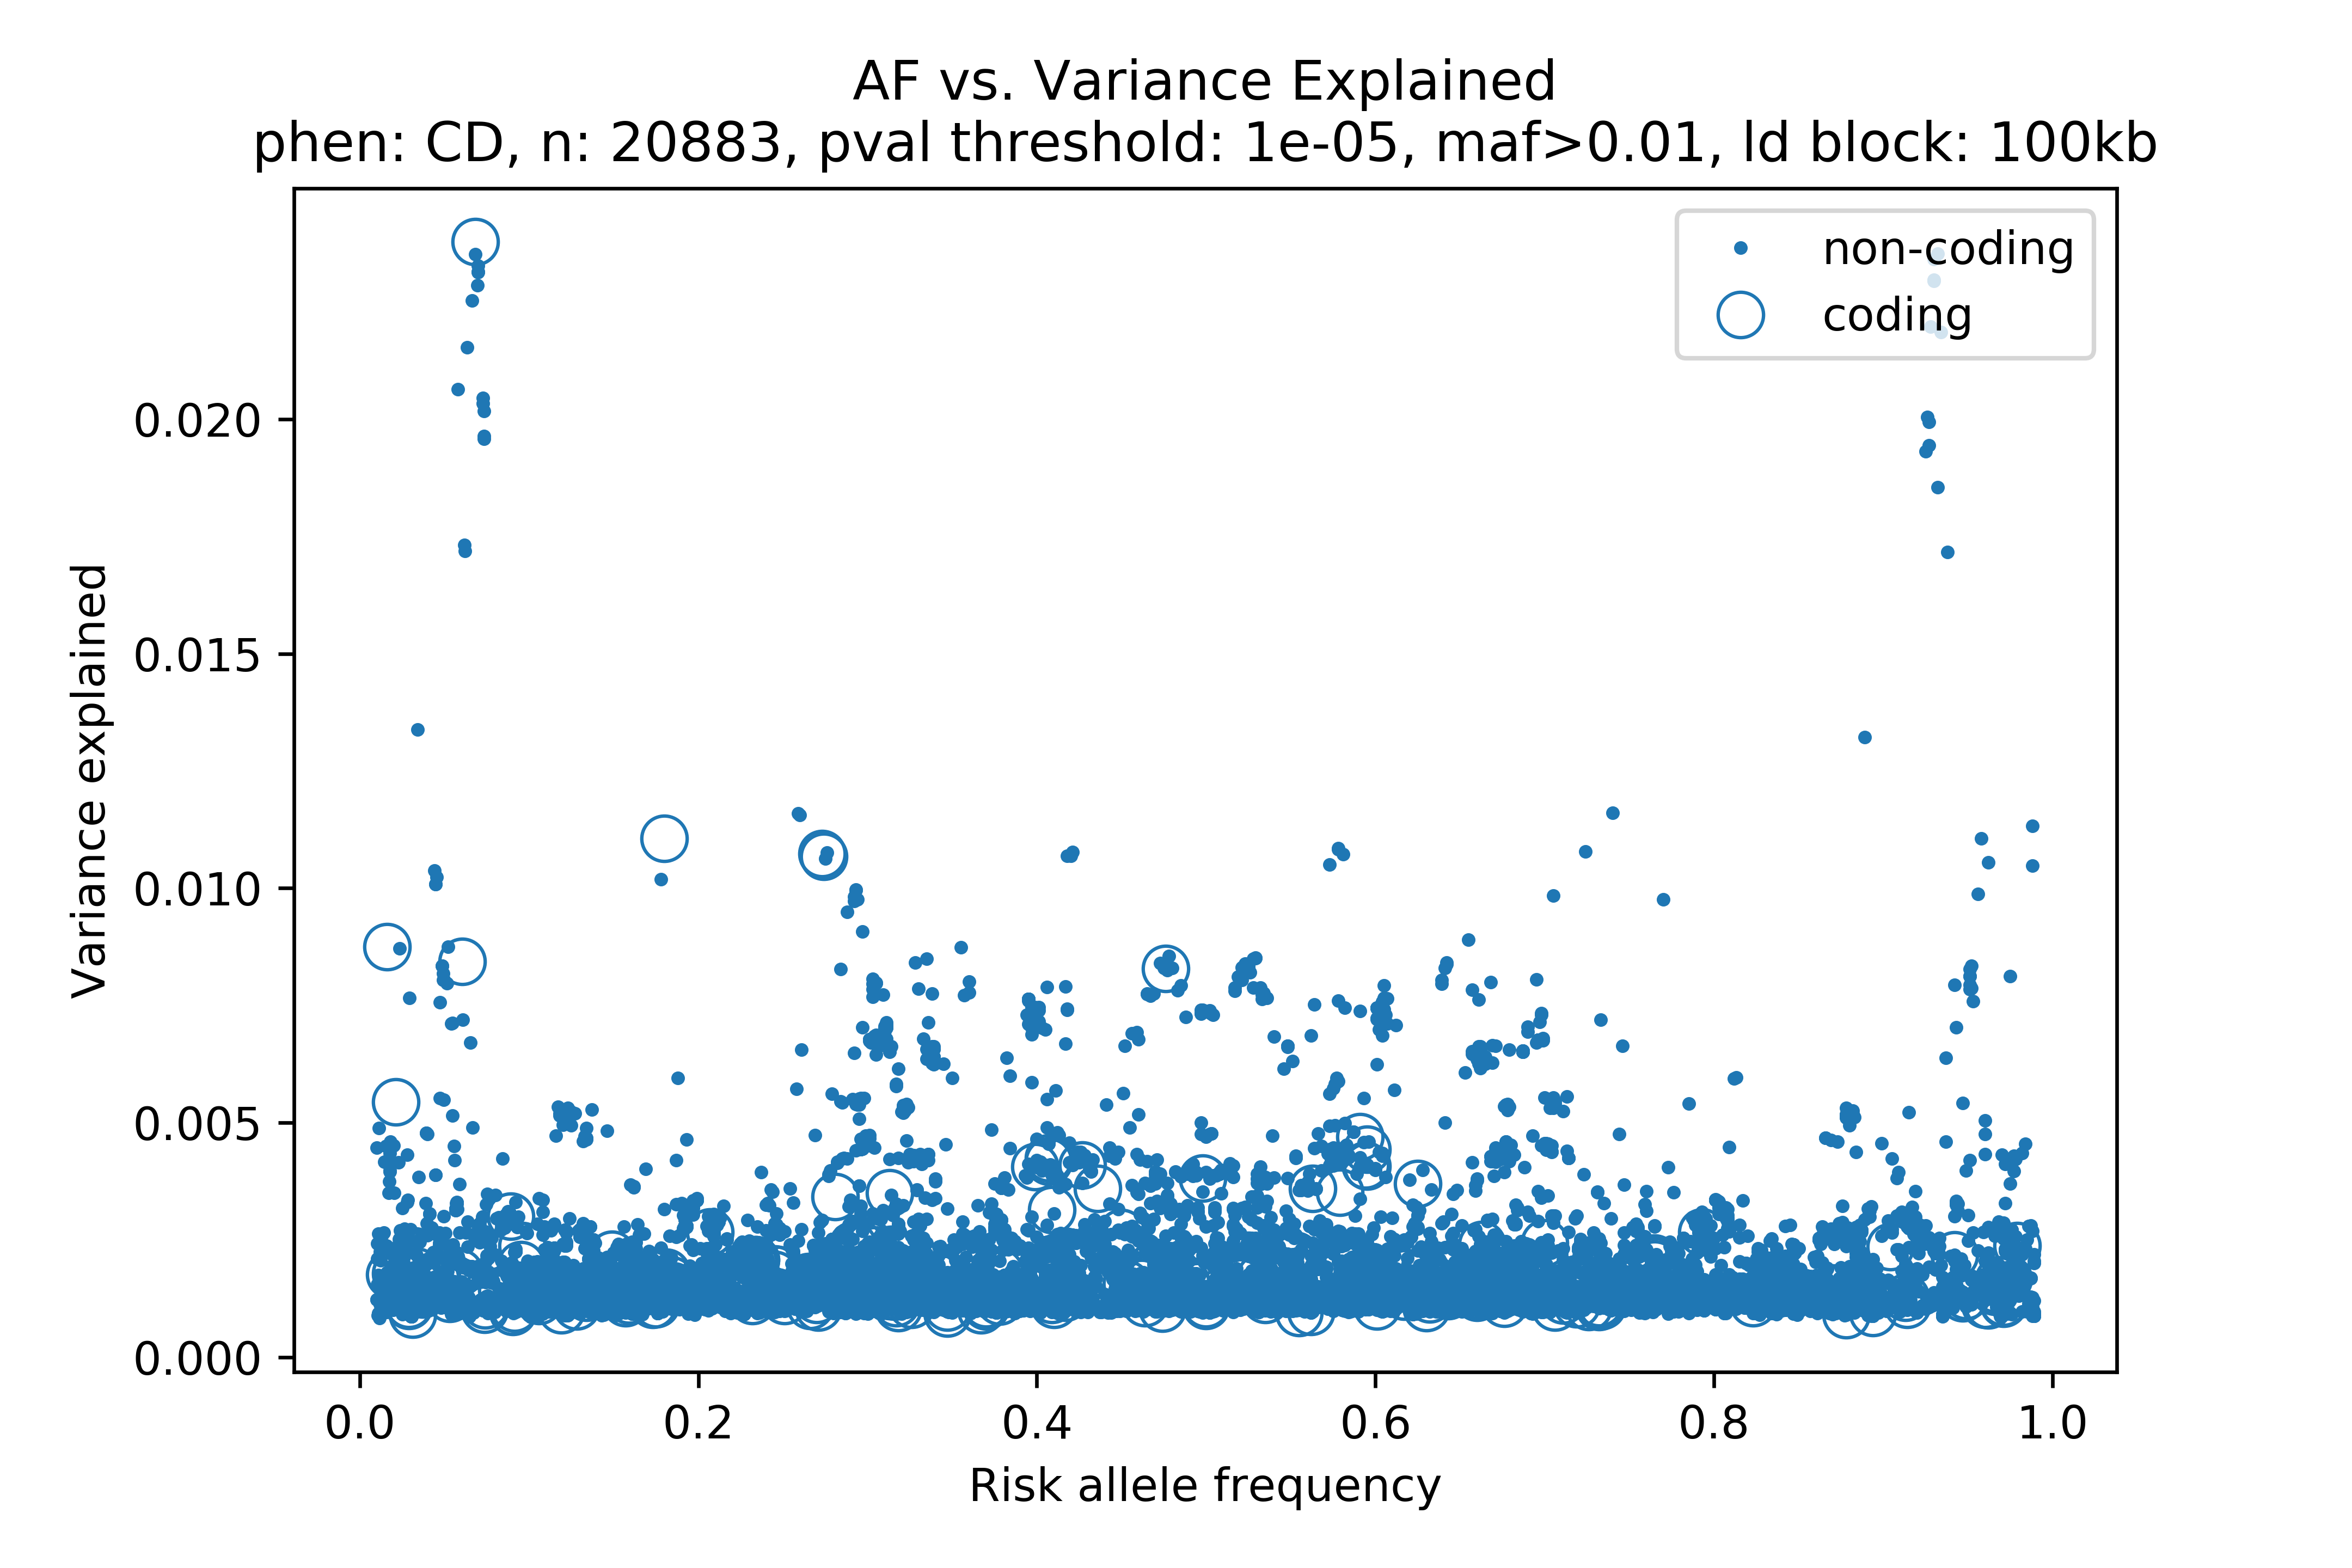 AF vs. Variance Explained
phen: CD, n: 20883, pval threshold: 1e-05, maf>0.01, ld block: 100kb
non-coding
coding
Variance explained
0.020
0.015
0.010
0.005
0.000
0.0 0.2 0.4 0.6 0.8 1.0
Risk allele frequency